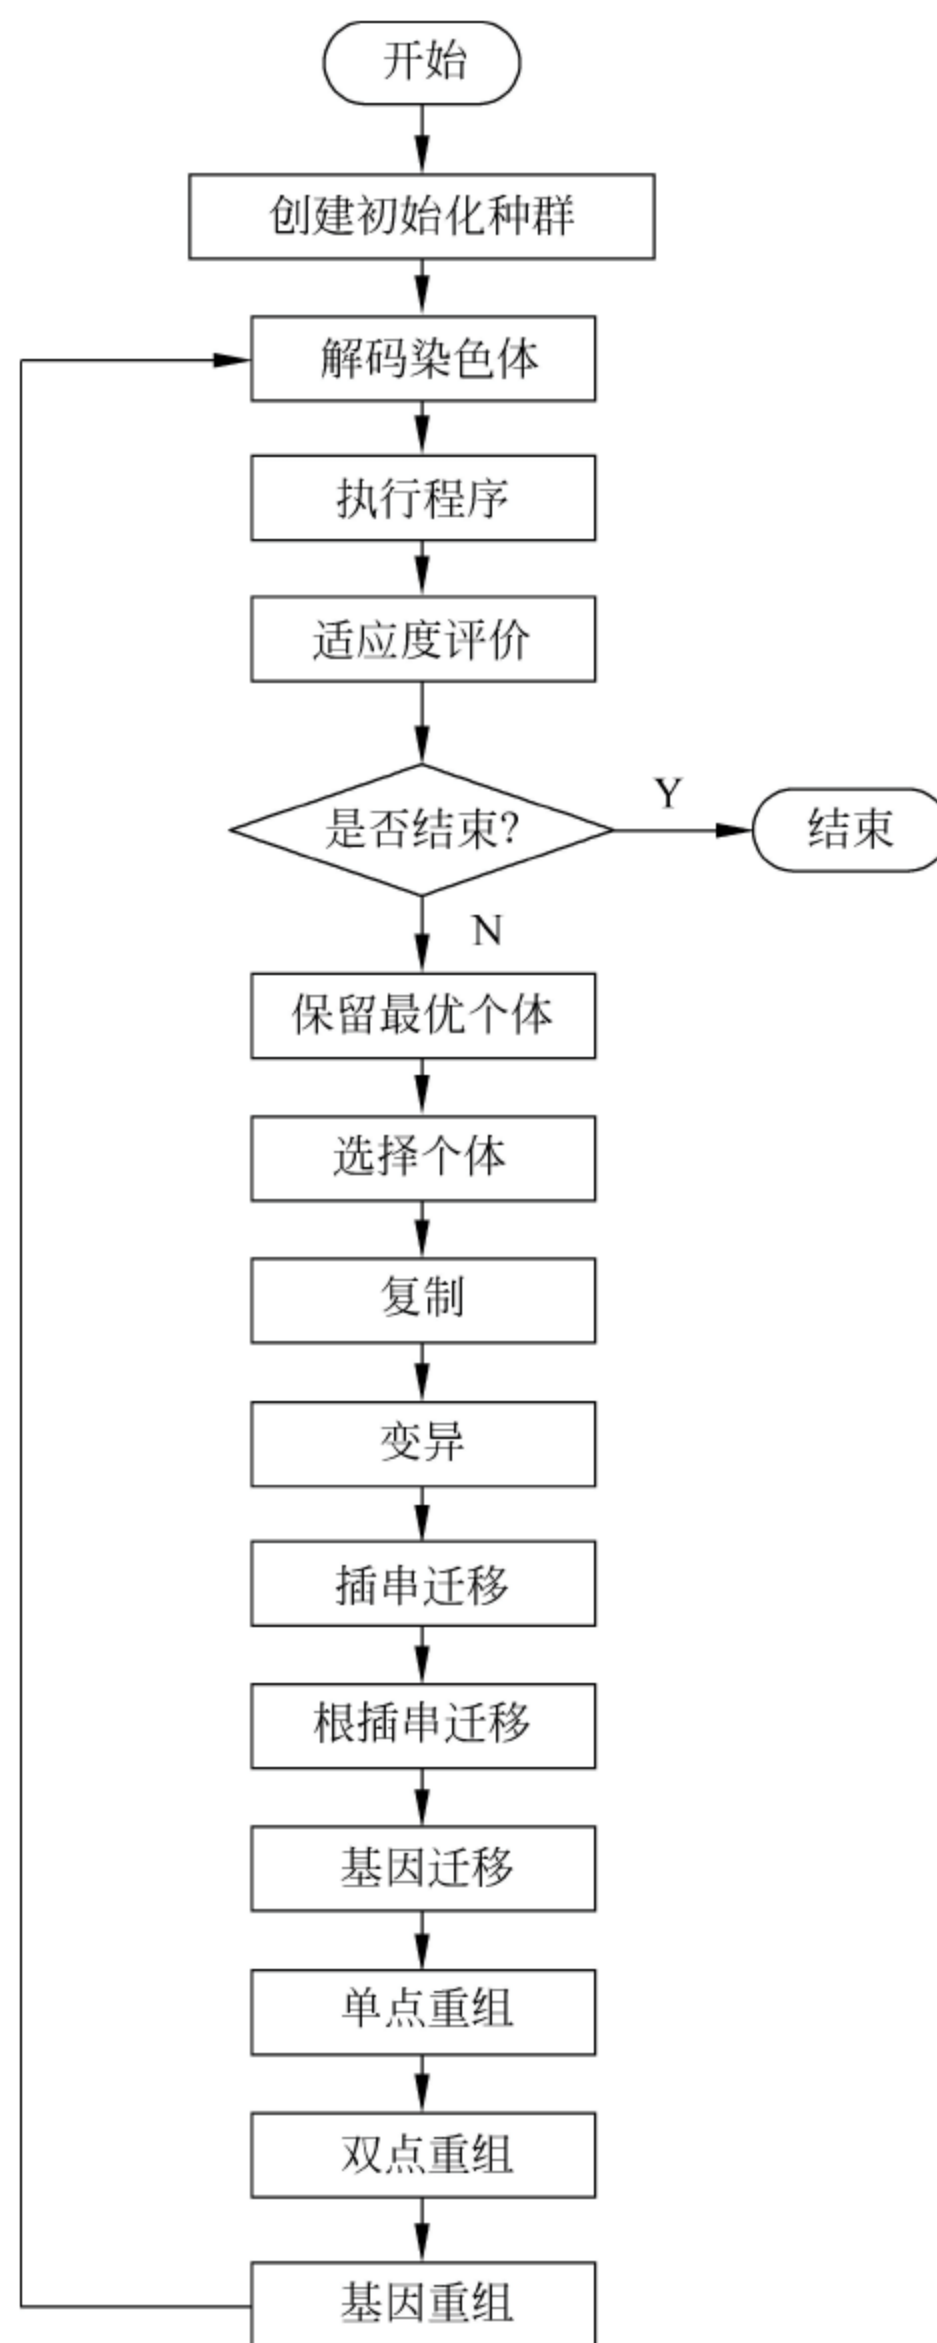 开始
创建初始化种群
解码染色体
执行程序
适应度评价
是否结束?
Y
结束
N
保留最优个体
选择个体
复制
变异
插串迁移
根插串迁移
基因迁移
单点重组
双点重组
基因重组